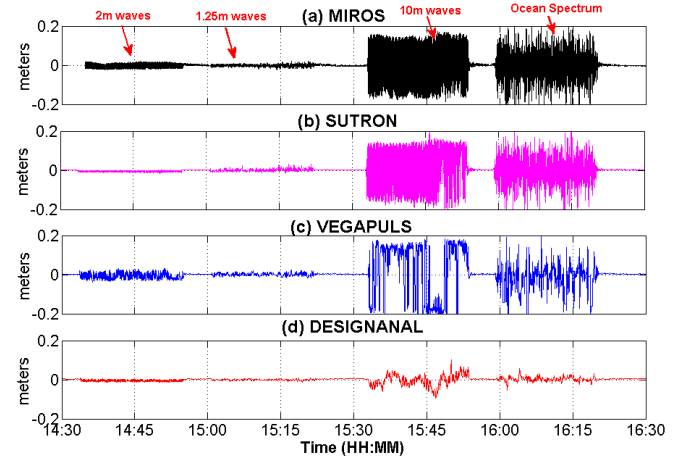 (a) MIROS
2m waves
1.25m waves
10m waves
Ocean Spectrum
0.2
0
-0.2
meters
(b) SUTRON
0.2
0
-0.2
meters
(c) VEGAPULS
0.2
0
-0.2
meters
(d) DESIGNANAL
0.2
0
-0.2
meters
14:30 14:45 15:00 15:15 15:30 15:45 16:00 16:15 16:30
Time (HH:MM)